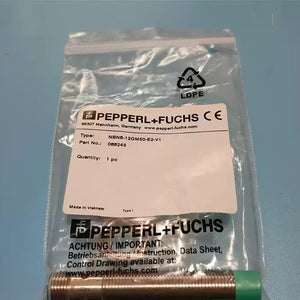 4
LDPE
PEPPERL+FUCHS CE
68307 Mannheim, Germany www.pepperl-fuchs.com
Type: NBN8-12GM50-E2-V1
Part No.: 088243
Quantity: 1 pc
Made in Vietnam
PEPPERL+FUCHS
ACHTUNG / IMPORTANT
Betriebsanleitung / Instruction, Data Sheet,
Control Drawing available at
www.pepperl-fuchs.com